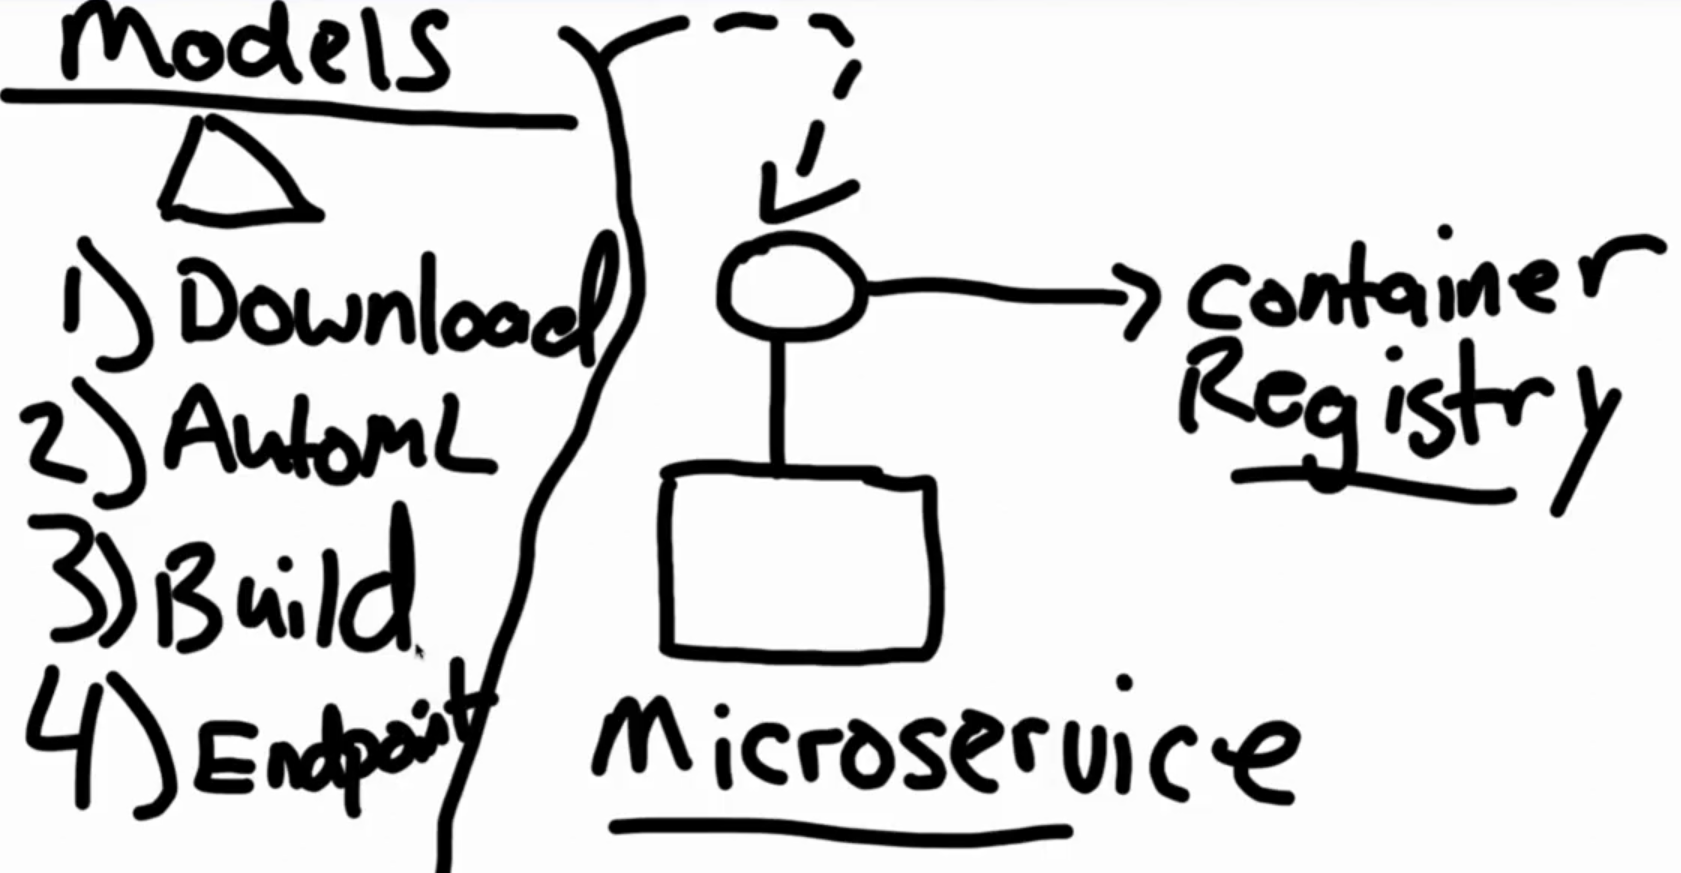 Models
1) Download
2) AutoML
3) Build
4) Endpoint
Container
Registry
Microservice